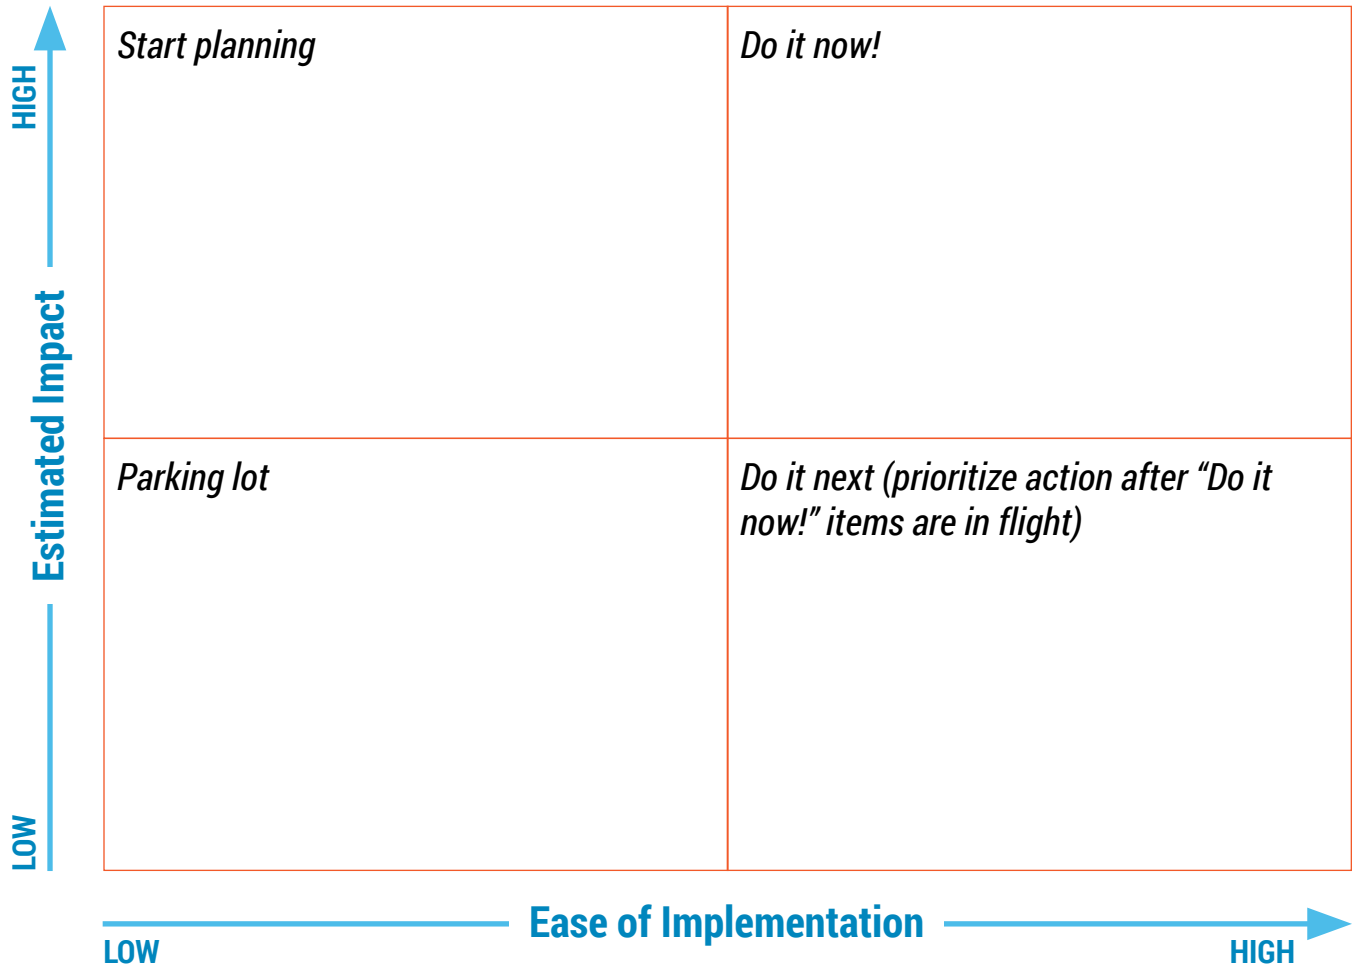 HIGH
Start planning
Do it now!
Estimated Impact
Parking lot
Do it next (prioritize action after “Do it
now!” items are in flight)
LOW
Ease of Implementation
LOW
HIGH